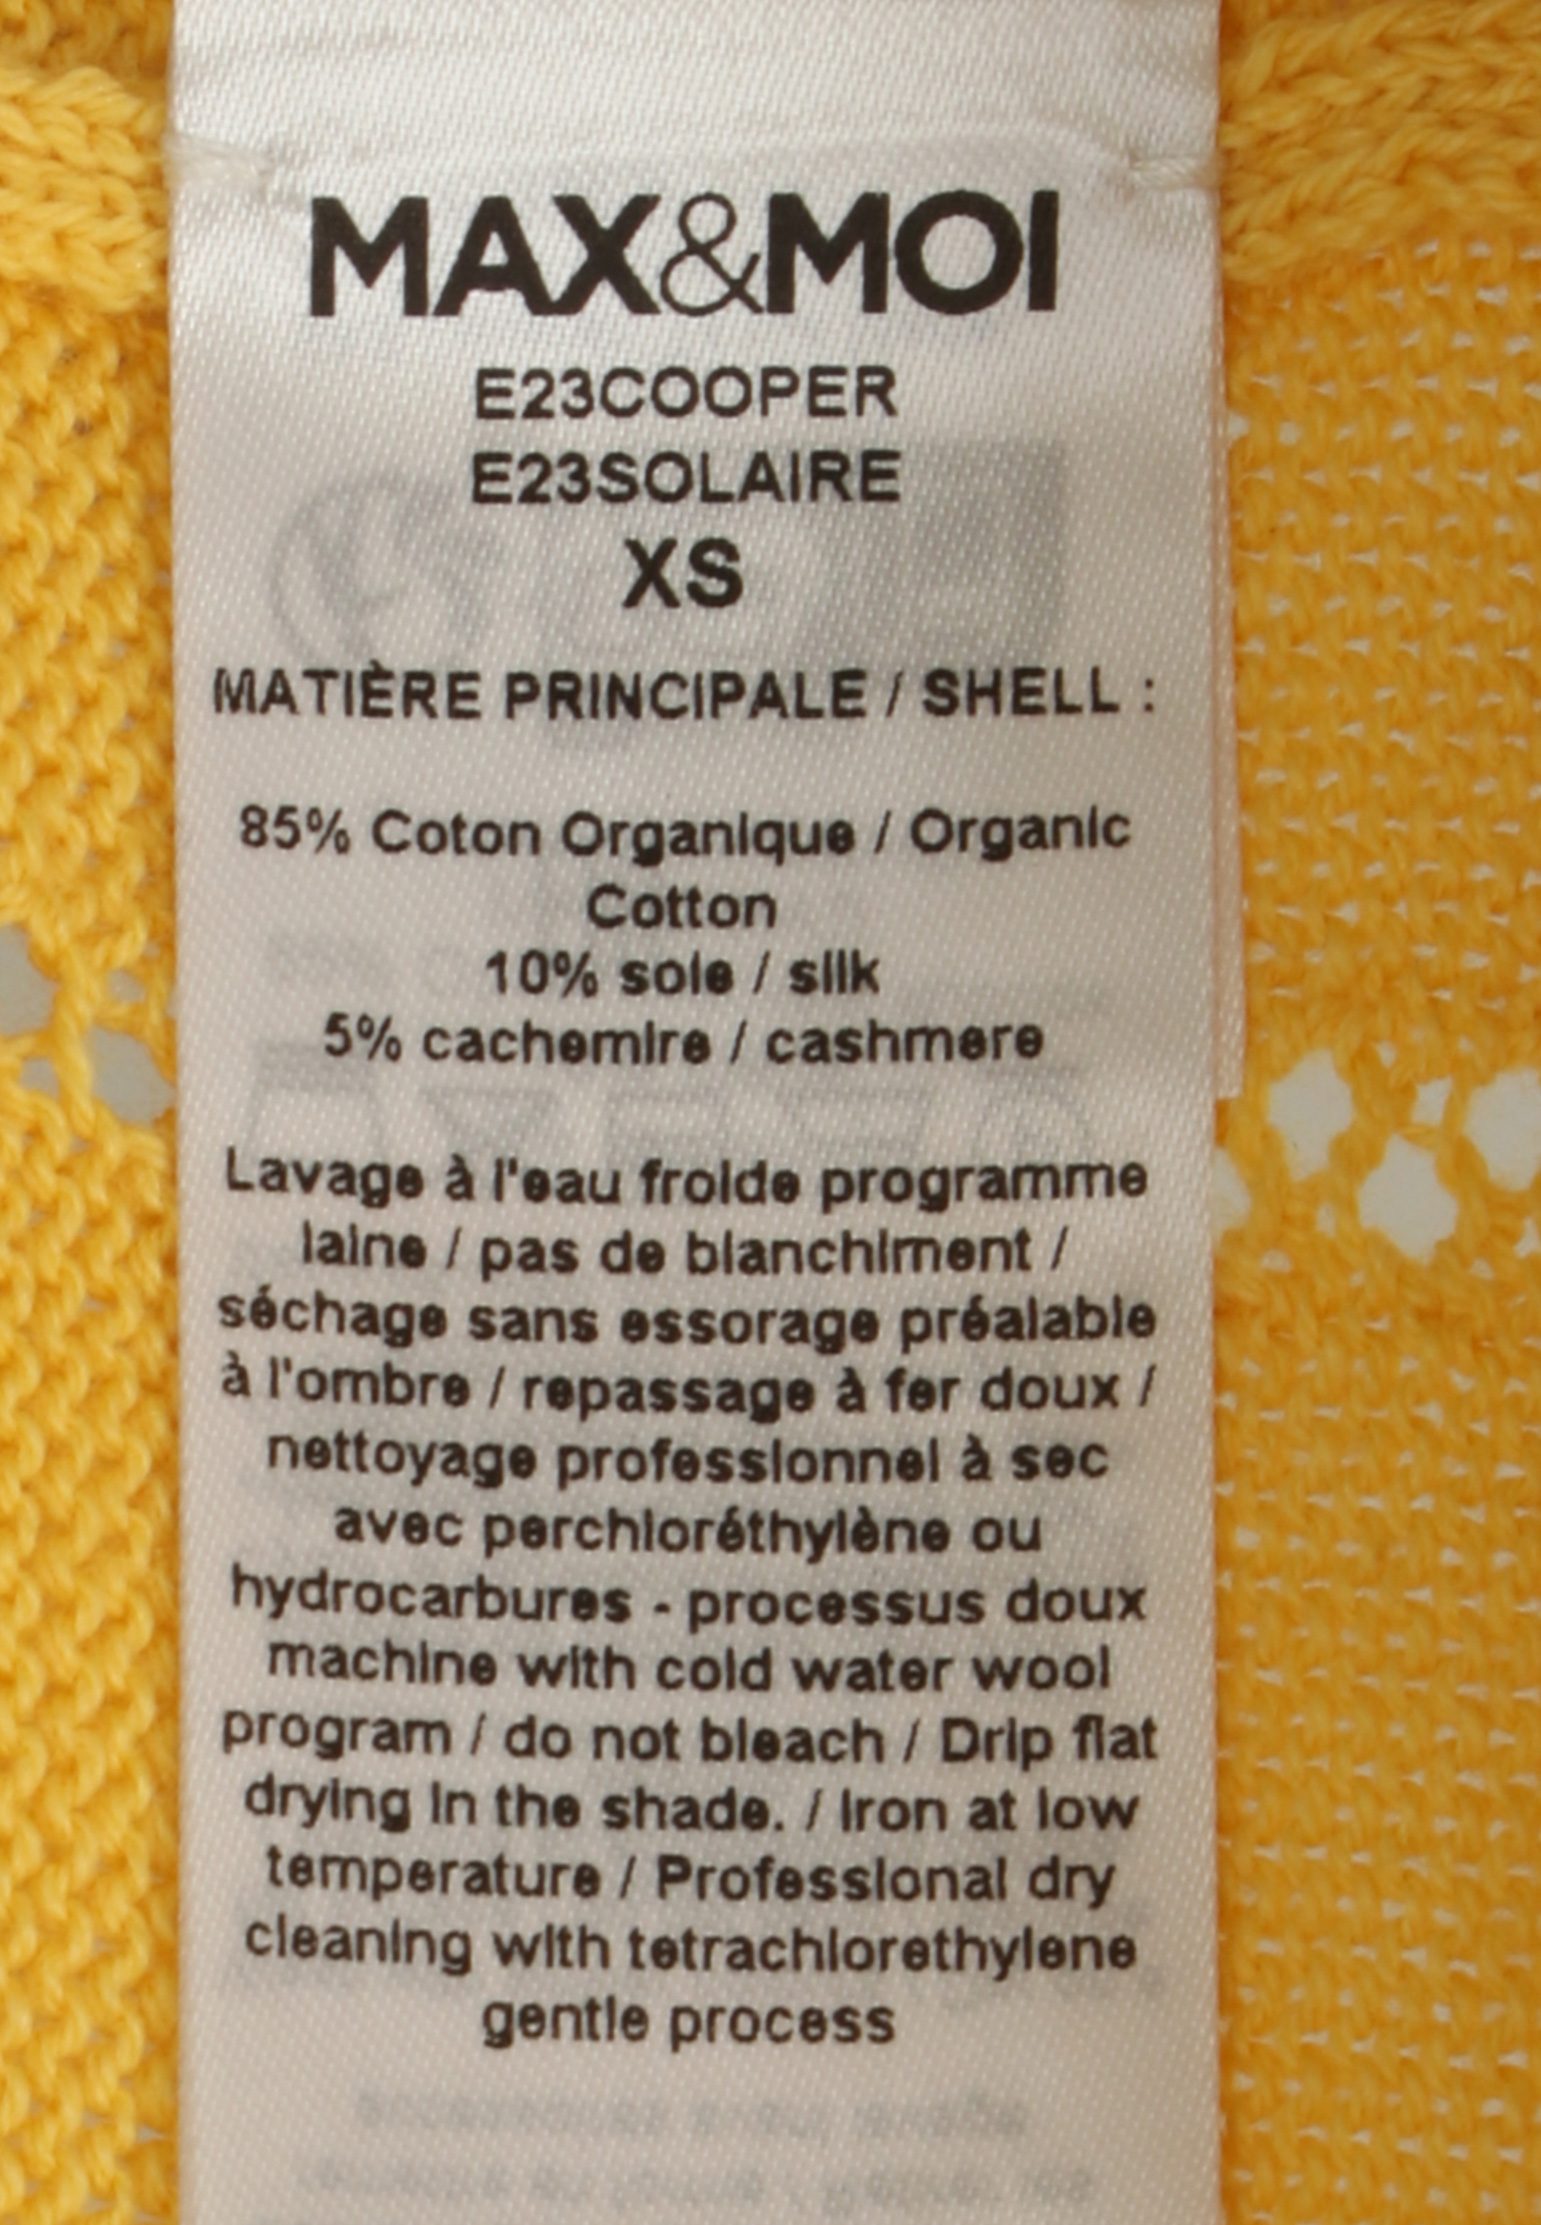 MAX&MOI
E23COOPER
E23SOLAIRE
XS
MATIÈRE PRINCIPALE / SHELL :
85% Coton Organique / Organic
Cotton
10% soie / silk
5% cachemire / cashmere
Lavage à l'eau froide programme
laine / pas de blanchiment /
séchage sans essorage préalable
à l'ombre / repassage à fer doux /
nettoyage professionnel à sec
avec perchloréthylène ou
hydrocarbures - processus doux
machine with cold water wool
program / do not bleach / Drip flat
drying in the shade. / Iron at low
temperature / Professional dry
cleaning with tetrachlorethylene
gentle process